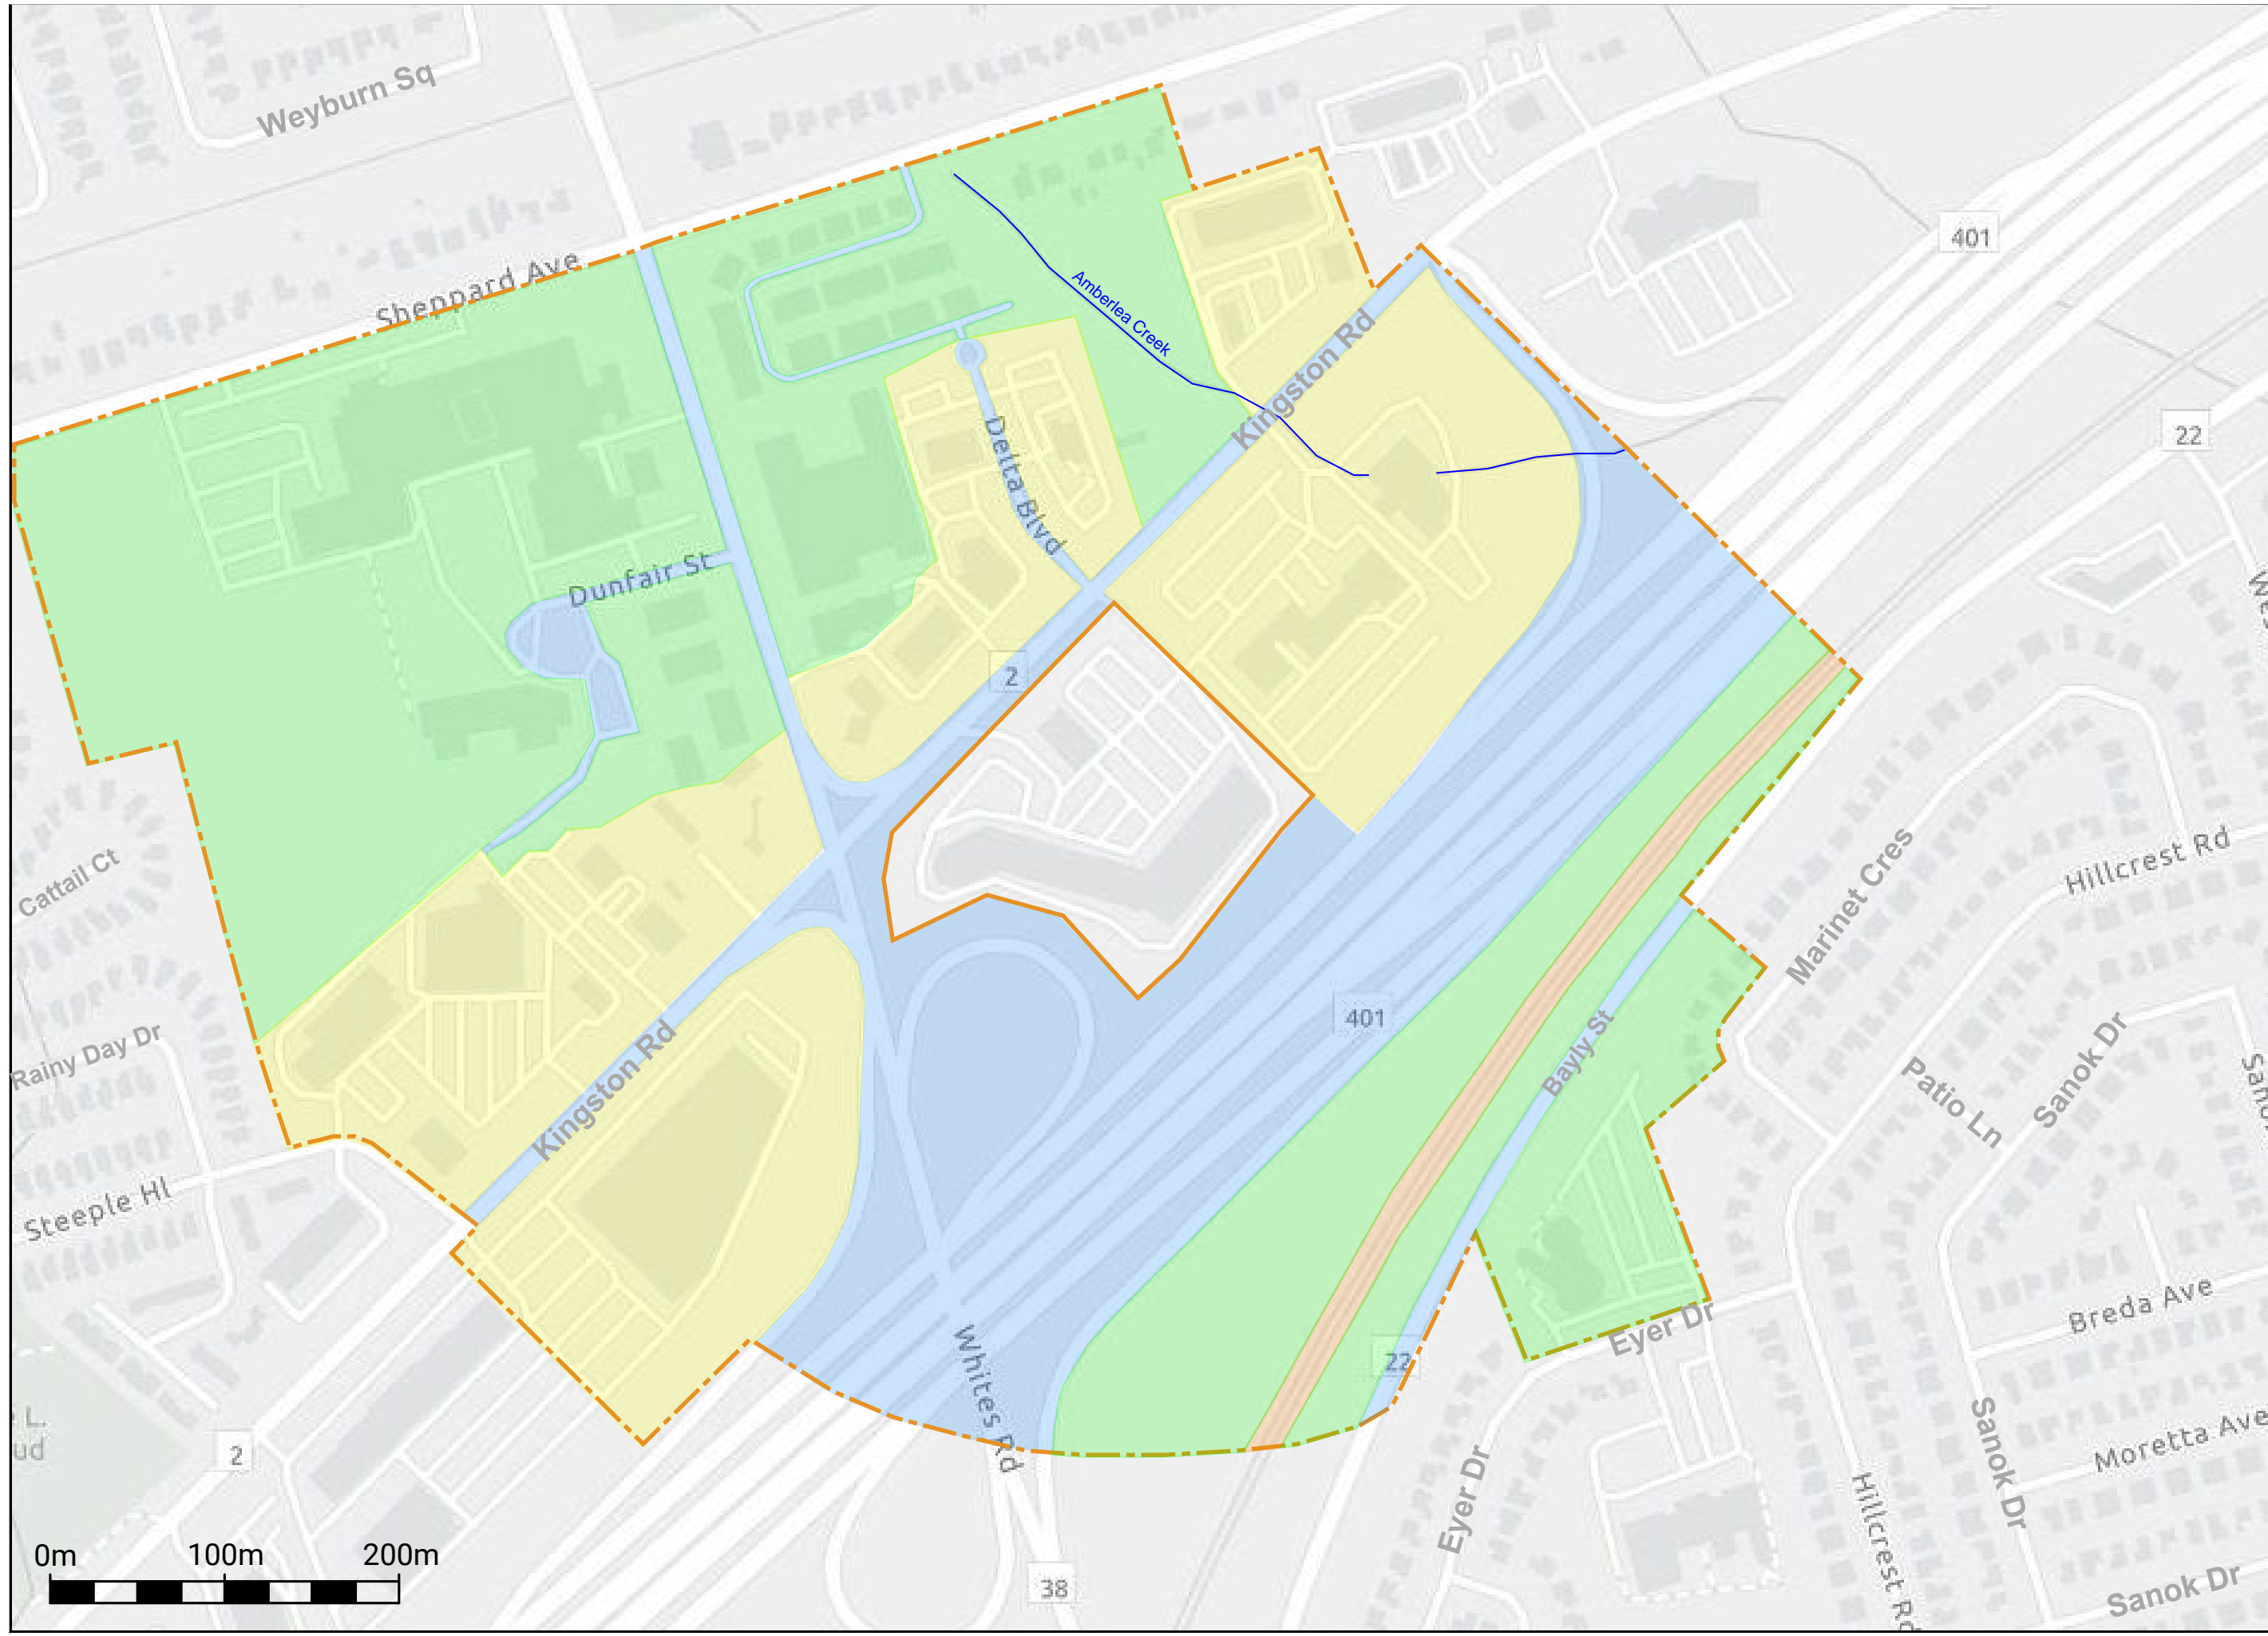 Weyburn Sq
Sheppard Ave
401
Amberlea Creek
Kingston Rd
22
Delta Blvd
Dunfair St
2
Marinet Cres
Hillcrest Rd
Cattail Ct
401
Kingston Rd
Bayly St
Rainy Day Dr
Patio Ln
Sanok Dr
Steeple Hl
Eyer Dr
Breda Ave
Whites Rd
22
L.
ud
2
Sanok Dr
Moretta Ave
Eyer Dr
Hillcrest Rd
38
Sanok Dr
0m 100m 200m